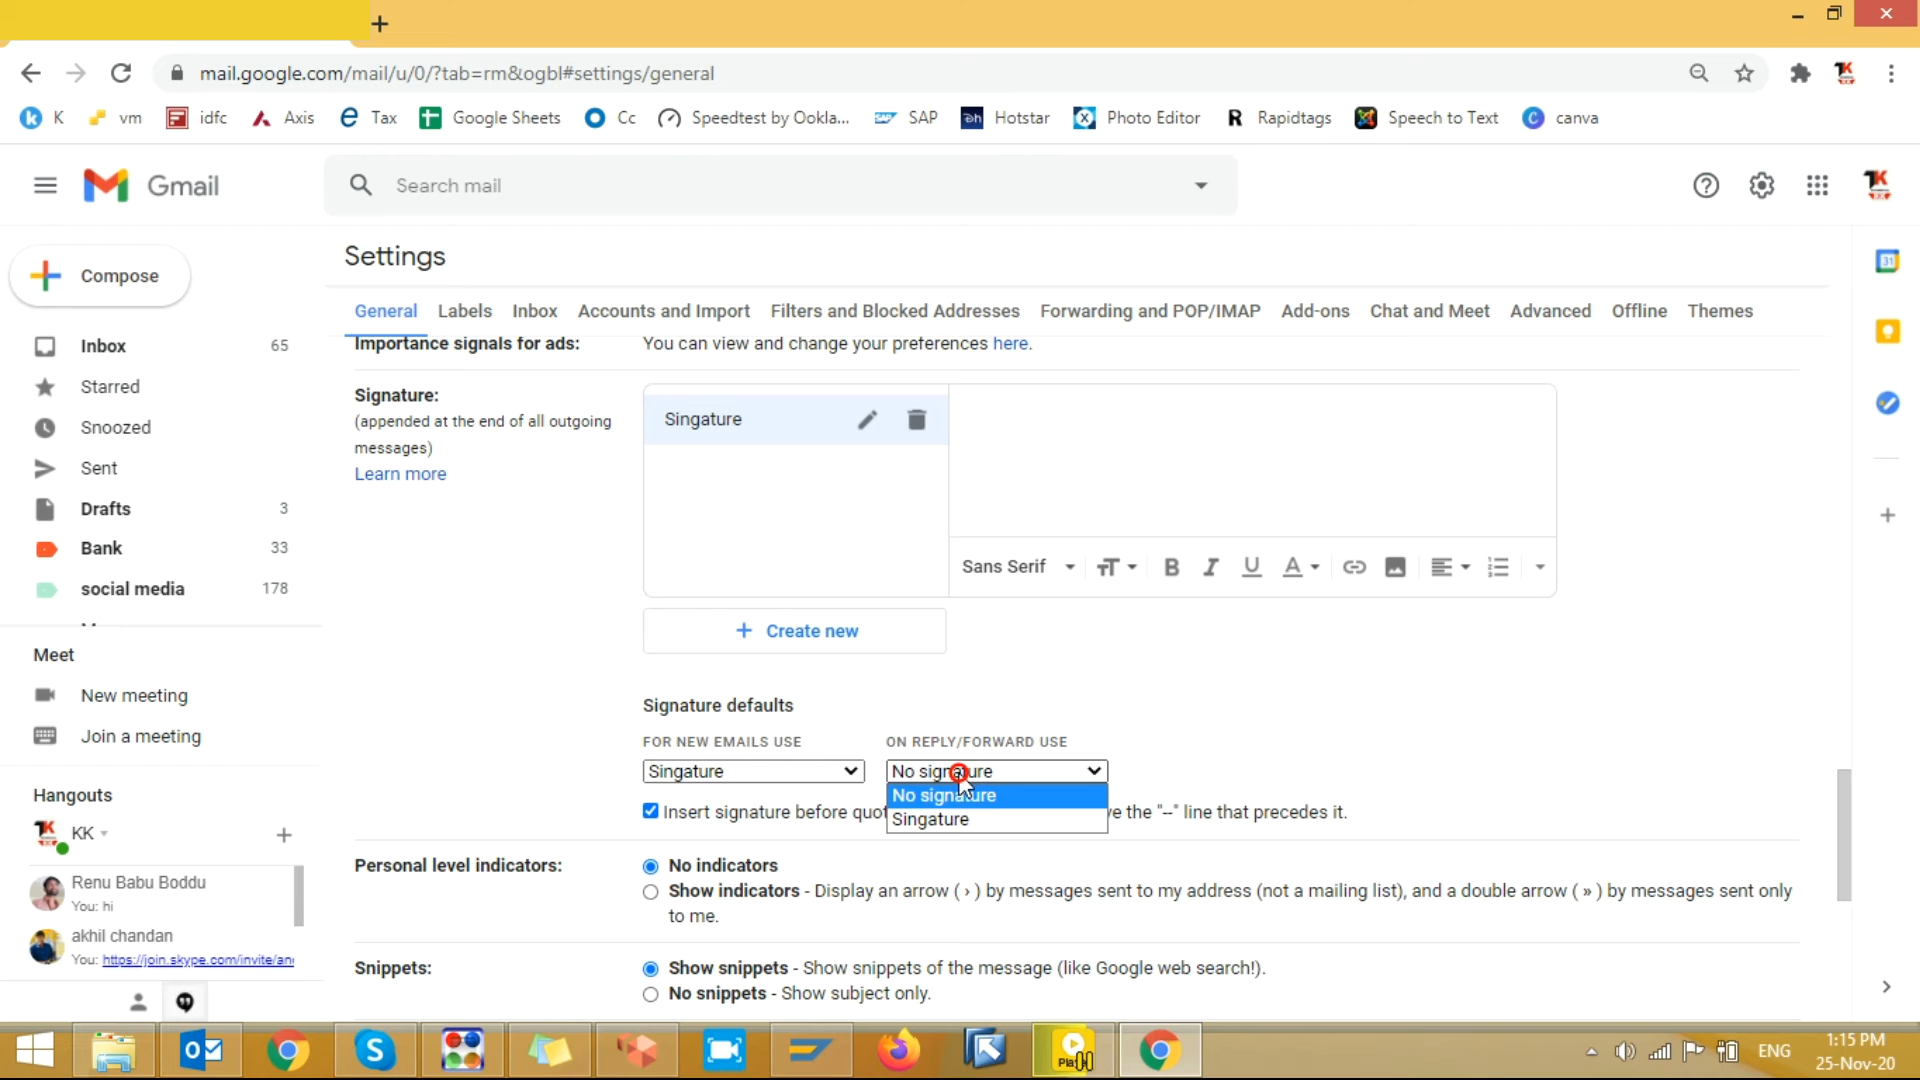 mail.google.com/mail/u/0/?tab=rm&ogbl#settings/general
K vm idfc Axis Tax Google Sheets Cc Speedtest by Ookla... SAP Hotstar Photo Editor Rapidtags Speech to Text canva
Gmail
Search mail
Compose
Inbox 65
Starred
Snoozed
Sent
Drafts 3
Bank 33
social media 178
Meet
New meeting
Join a meeting
Hangouts
KK
Renu Babu Boddu
You: hi
akhil chandan
You: https://join.skype.com/invite/an
Settings
General Labels Inbox Accounts and Import Filters and Blocked Addresses Forwarding and POP/IMAP Add-ons Chat and Meet Advanced Offline Themes
Importance signals for ads: You can view and change your preferences here.
Signature:
(appended at the end of all outgoing
messages)
Learn more
Singature
Sans Serif
Create new
Signature defaults
FOR NEW EMAILS USE ON REPLY/FORWARD USE
Singature No signature
No signature
Singature
Insert signature before quot ve the "--" line that precedes it.
Personal level indicators: No indicators
Show indicators - Display an arrow ( › ) by messages sent to my address (not a mailing list), and a double arrow ( » ) by messages sent only
to me.
Snippets: Show snippets - Show snippets of the message (like Google web search!).
No snippets - Show subject only.
ENG
1:15 PM
25-Nov-20